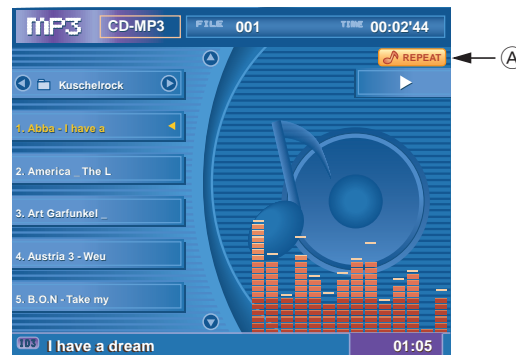 MP3 CD-MP3 FILE 001 TIME 00:02'44
REPEAT A
Kuschelrock
1. Abba - I have a
2. America _ The L
3. Art Garfunkel _
4. Austria 3 - Weu
5. B.O.N - Take my
ID3 I have a dream 01:05